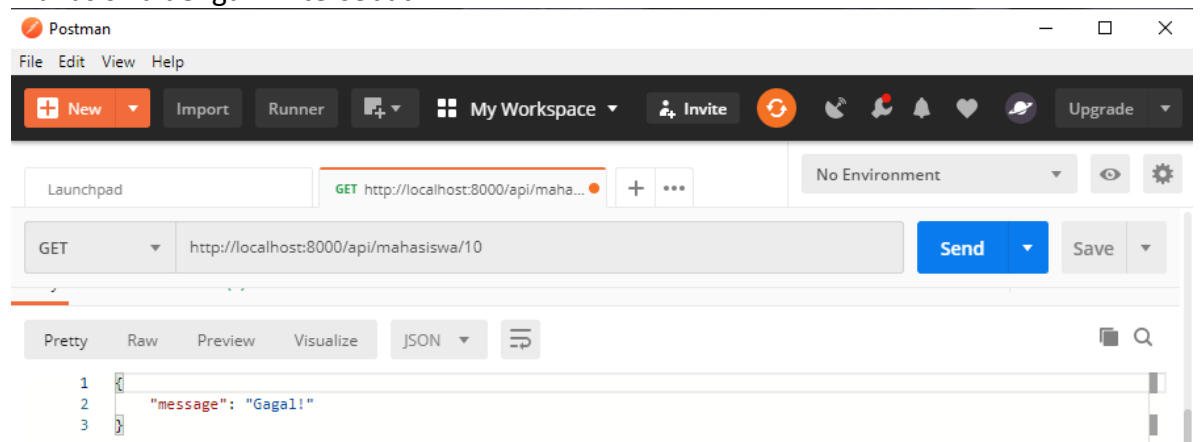 Postman
File Edit View Help
New Import Runner My Workspace Invite Upgrade
Launchpad GET http://localhost:8000/api/maha... No Environment
GET http://localhost:8000/api/mahasiswa/10 Send Save
Pretty Raw Preview Visualize JSON
1 {
2 "message": "Gagal!"
3 }